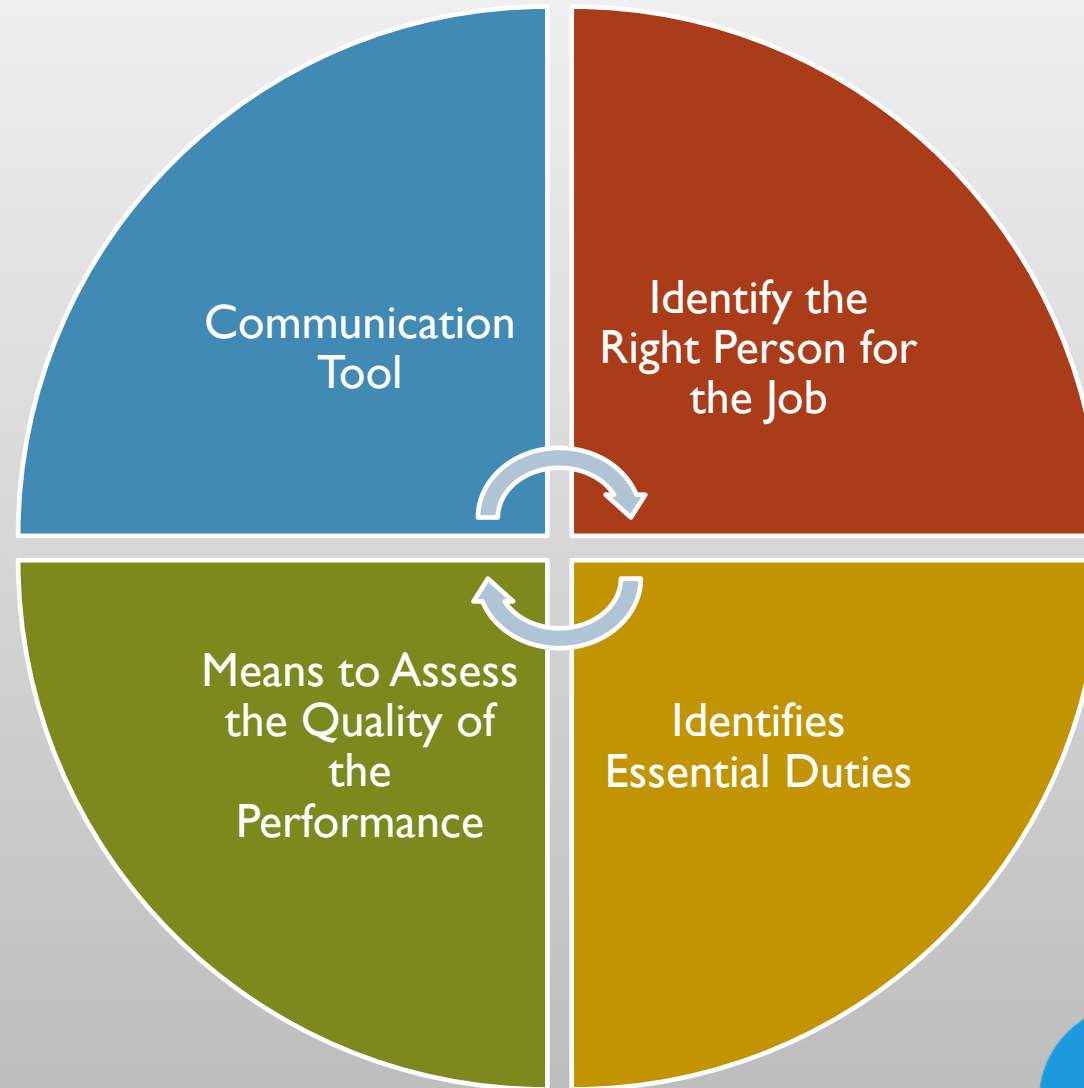 Communication
Tool
Identify the
Right Person for
the Job
Means to Assess
the Quality of
the
Performance
Identifies
Essential Duties